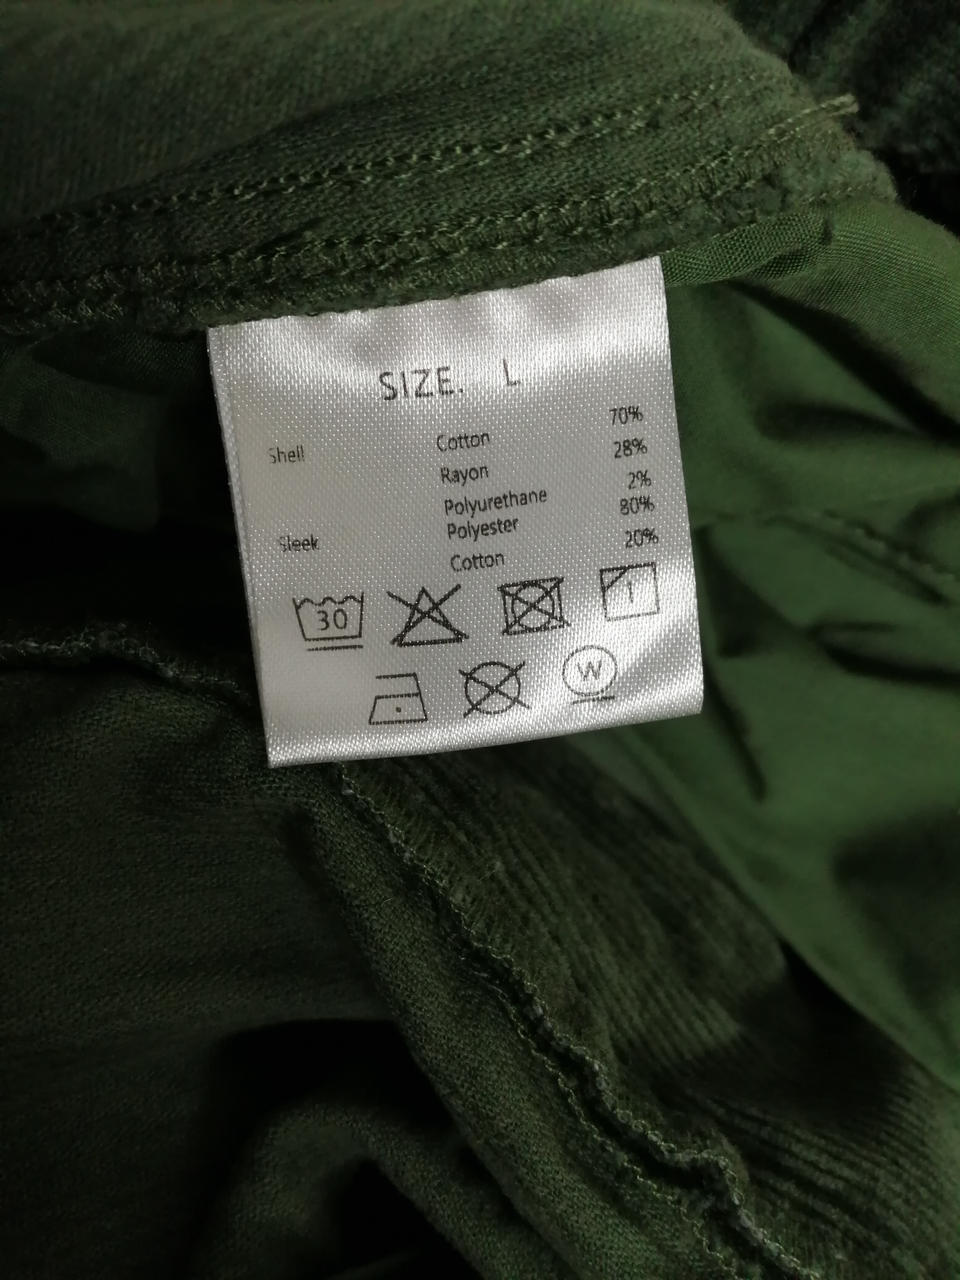 SIZE. L
Shell Cotton 70%
Rayon 28%
Polyurethane 2%
Sleek Polyester 80%
Cotton 20%
30
W